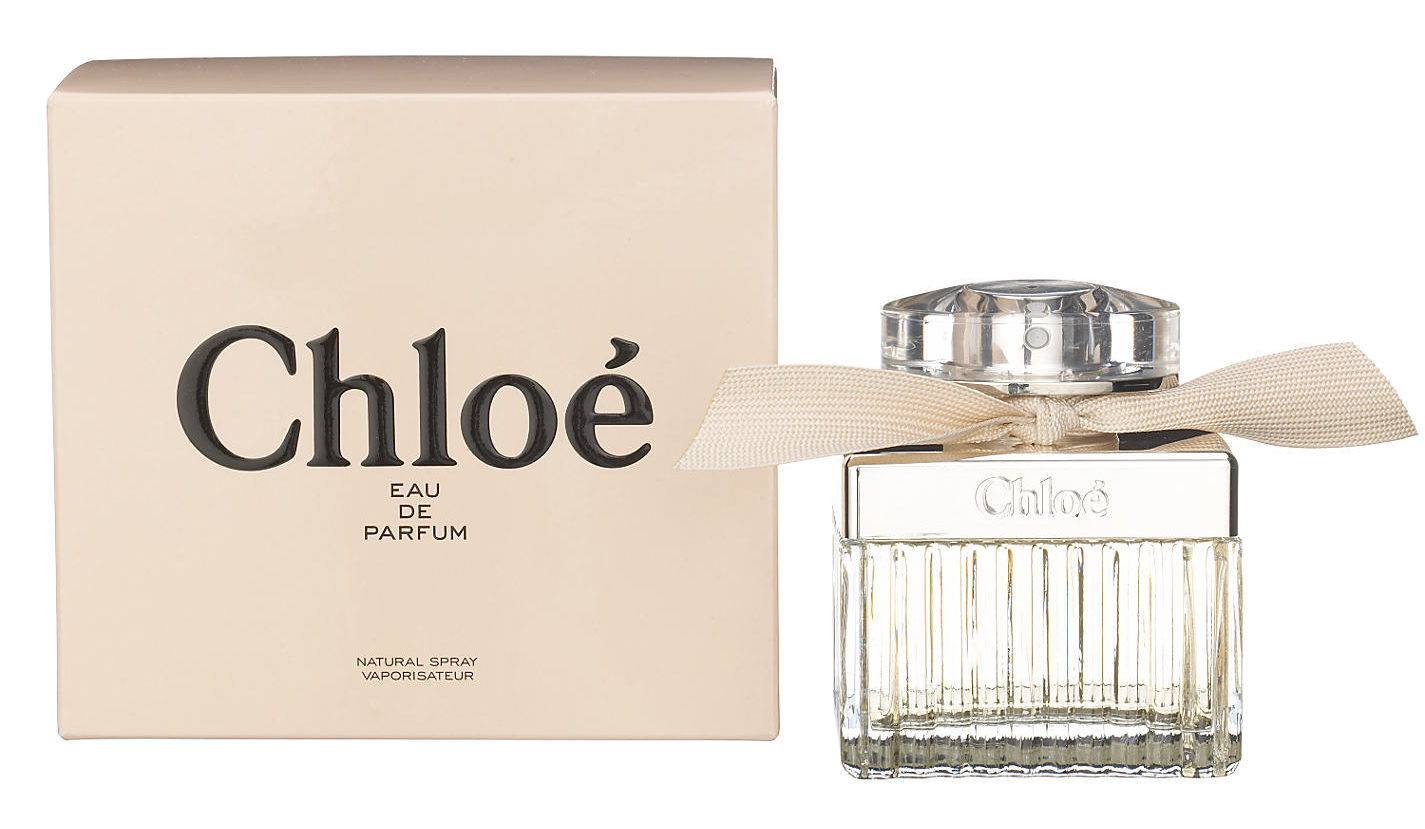 Chloé
EAU
DE
PARFUM
NATURAL SPRAY
VAPORISATEUR
Chloé